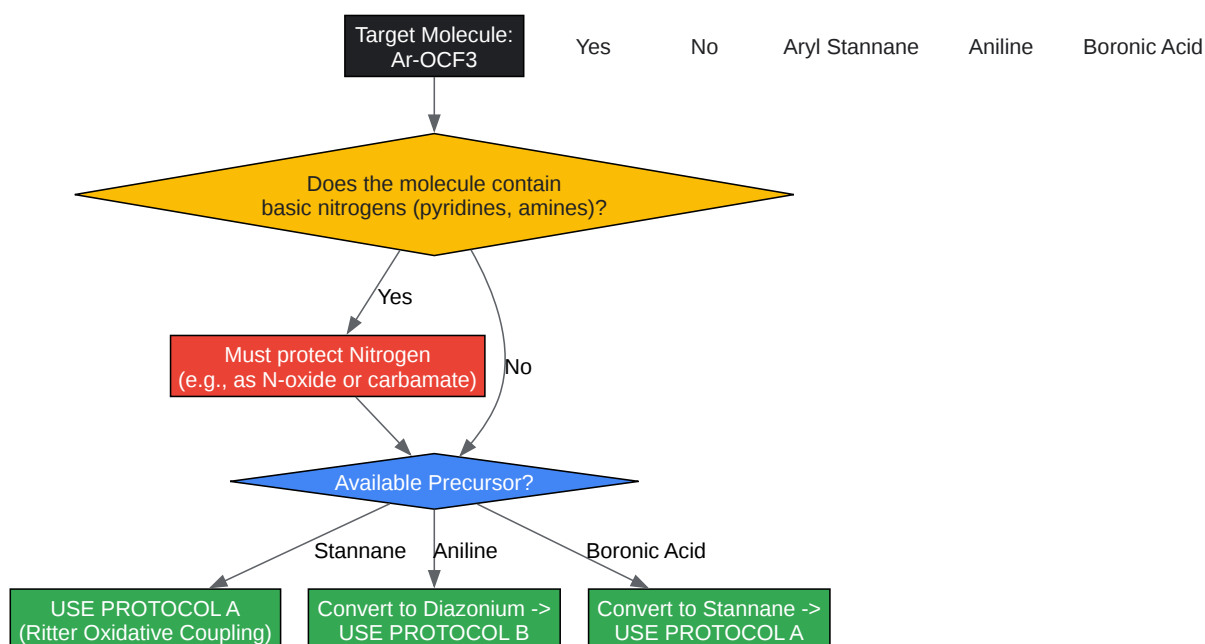 Target Molecule:
Ar-OCF3
Yes
No
Aryl Stannane
Aniline
Boronic Acid
Does the molecule contain
basic nitrogens (pyridines, amines)?
Yes
Must protect Nitrogen
(e.g., as N-oxide or carbamate)
No
Available Precursor?
Stannane
Aniline
Boronic Acid
USE PROTOCOL A
(Ritter Oxidative Coupling)
Convert to Diazonium ->
USE PROTOCOL B
Convert to Stannane ->
USE PROTOCOL A